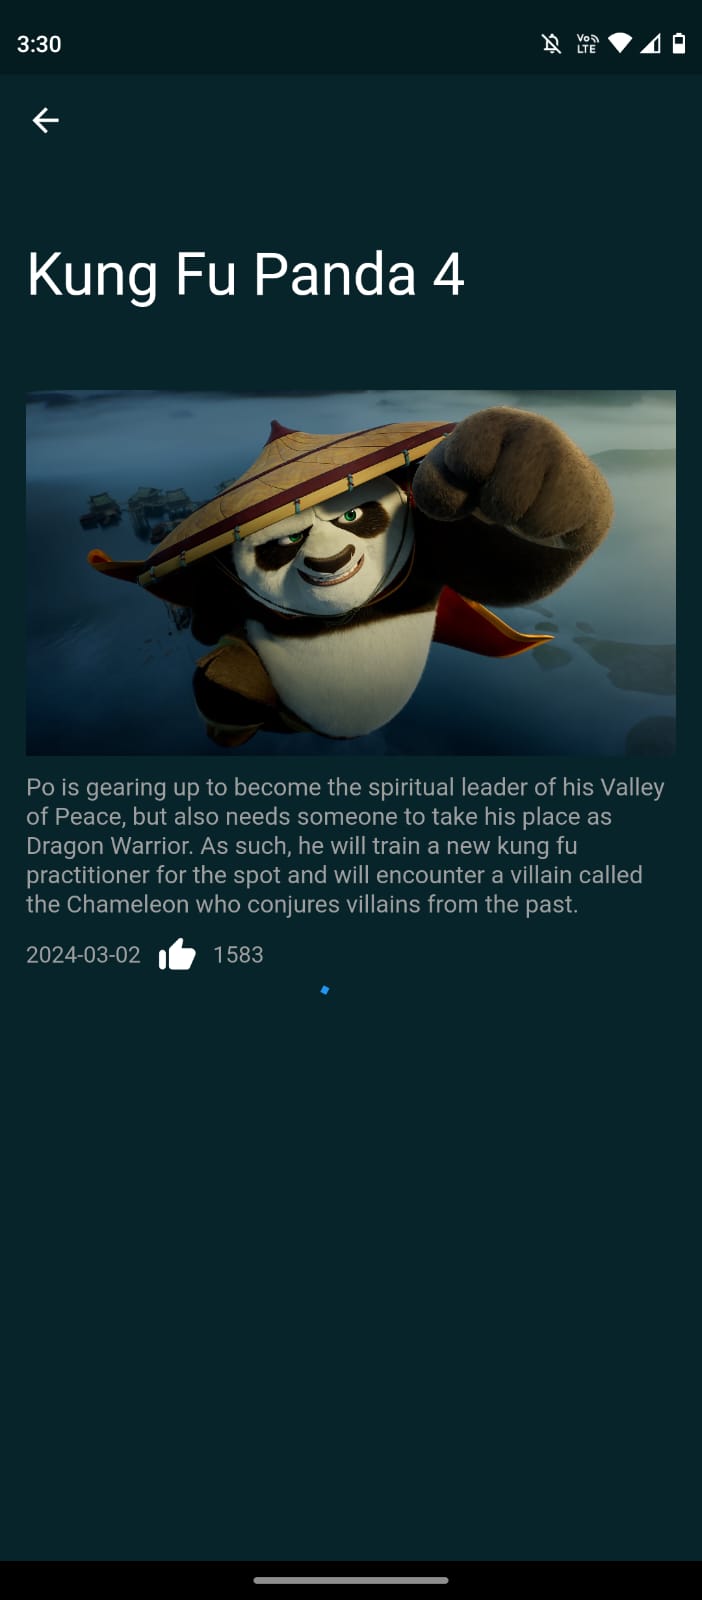 3:30
Vo
LTE
Kung Fu Panda 4
Po is gearing up to become the spiritual leader of his Valley
of Peace, but also needs someone to take his place as
Dragon Warrior. As such, he will train a new kung fu
practitioner for the spot and will encounter a villain called
the Chameleon who conjures villains from the past.
2024-03-02 1583